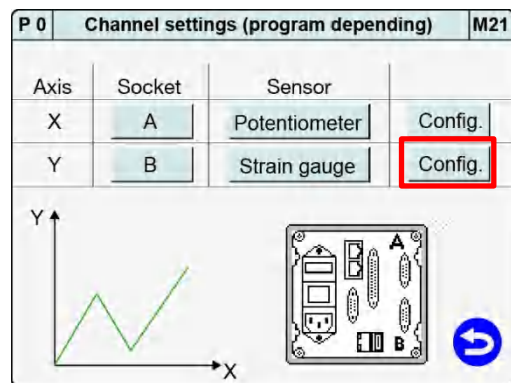 P 0 Channel settings (program depending) M21
Axis Socket Sensor
X A Potentiometer Config.
Y B Strain gauge Config.
Y
A
B
X